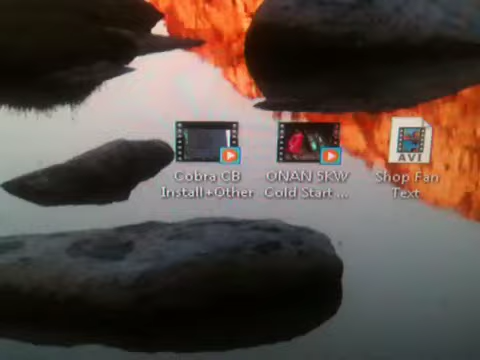 Cobra CB
Install+Other
ONAN 5KW
Cold Start ...
AVI
Shop Fan
Text